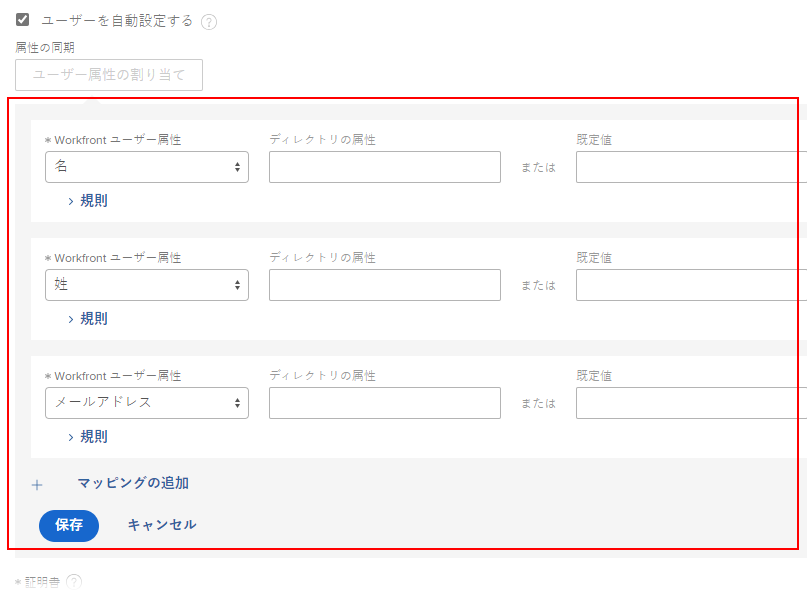 ユーザーを自動設定する ?
属性の同期
ユーザー属性の割り当て
* Workfront ユーザー属性 ディレクトリの属性 既定値
名 または
> 規則
* Workfront ユーザー属性 ディレクトリの属性 既定値
姓 または
> 規則
* Workfront ユーザー属性 ディレクトリの属性 既定値
メールアドレス または
> 規則
+ マッピングの追加
保存 キャンセル
* 証明書 ?